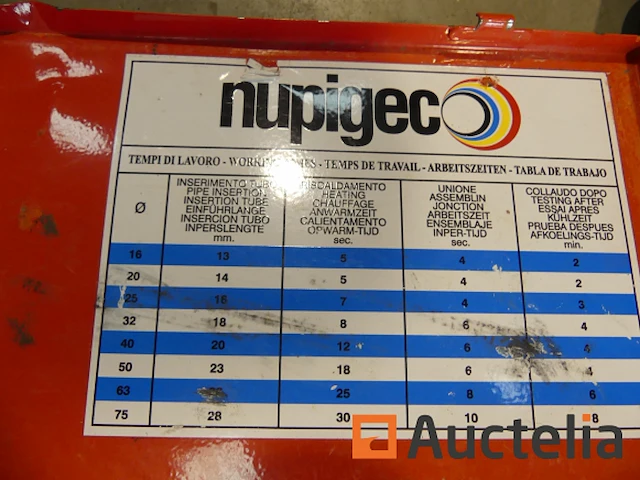 nupigeco
TEMPI DI LAVORO - - TEMPS DE TRAVAIL - ARBEITSZEITEN - TABLA DE TRABAJO
Ø
INSERIMENTO TUBO
PIPE INSERTION
INSERTION TUBE
EINFÜHRLANGE
INSERCION TUBO
INPERSLENGTE
mm.
RISCALDAMENTO
HEATING
CHAUFFAGE
ANWARMZEIT
CALIENTAMENTO
OPWARM-TIJD
sec.
UNIONE
ASSEMBLIN
JONCTION
ARBEITSZEIT
ENSEMBLAJE
INPER-TIJD
sec.
COLLAUDO DOPO
TESTING AFTER
ESSAI APRES
KÜHLZEIT
PRUEBA DESPUES
AFKOELINGS-TIJD
min.
16 13 5 4 2
20 14 5 4 2
25 16 7 4 3
32 18 8 6 4
40 20 12 6 4
50 23 18 6 4
63 25 8 6
75 28 30 10 8
Auctelia